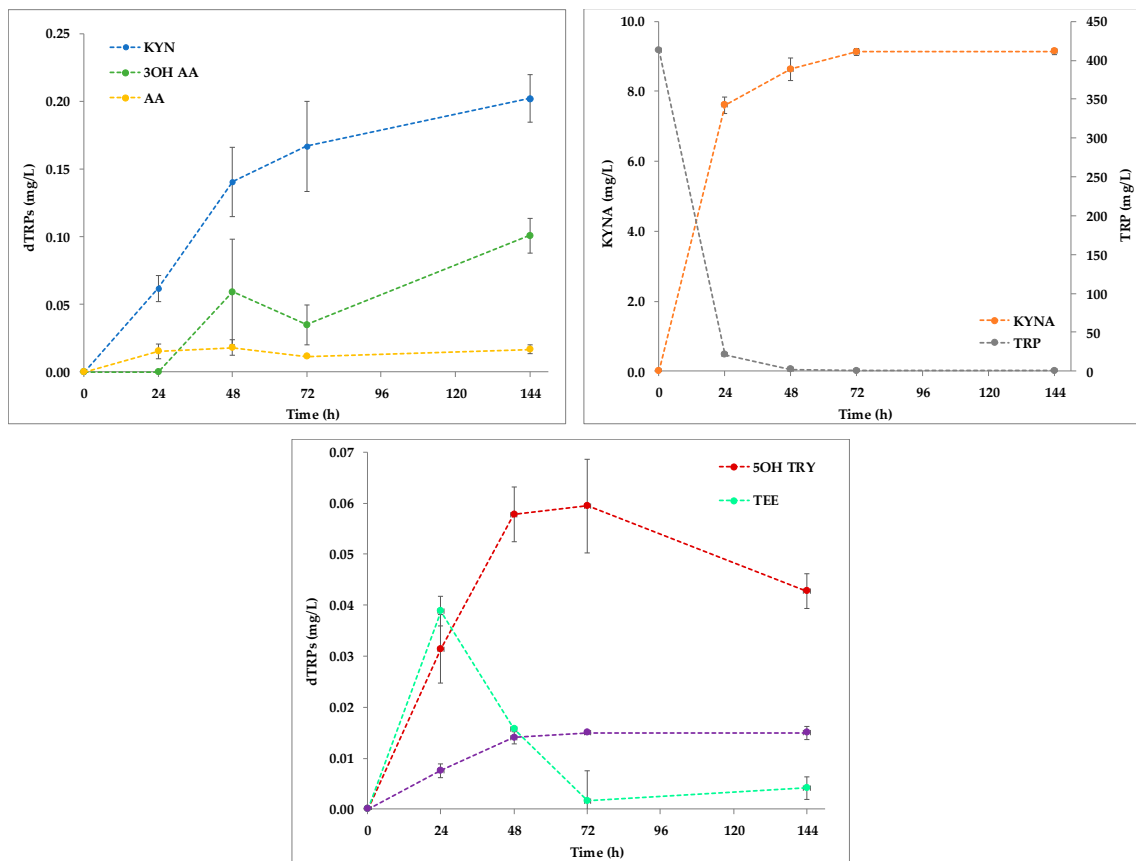 0.25
0.20
0.15
0.10
0.05
0.00
dTRPs (mg/L)
KYN
3OH AA
AA
0 24 48 72 96 120 144
Time (h)
10.0
8.0
6.0
4.0
2.0
0.0
KYNA (mg/L)
450
400
350
300
250
200
150
100
50
0
TRP (mg/L)
KYNA
TRP
0 24 48 72 96 120 144
Time (h)
0.07
0.06
0.05
0.04
0.03
0.02
0.01
0.00
dTRPs (mg/L)
5OH TRY
TEE
0 24 48 72 96 120 144
Time (h)